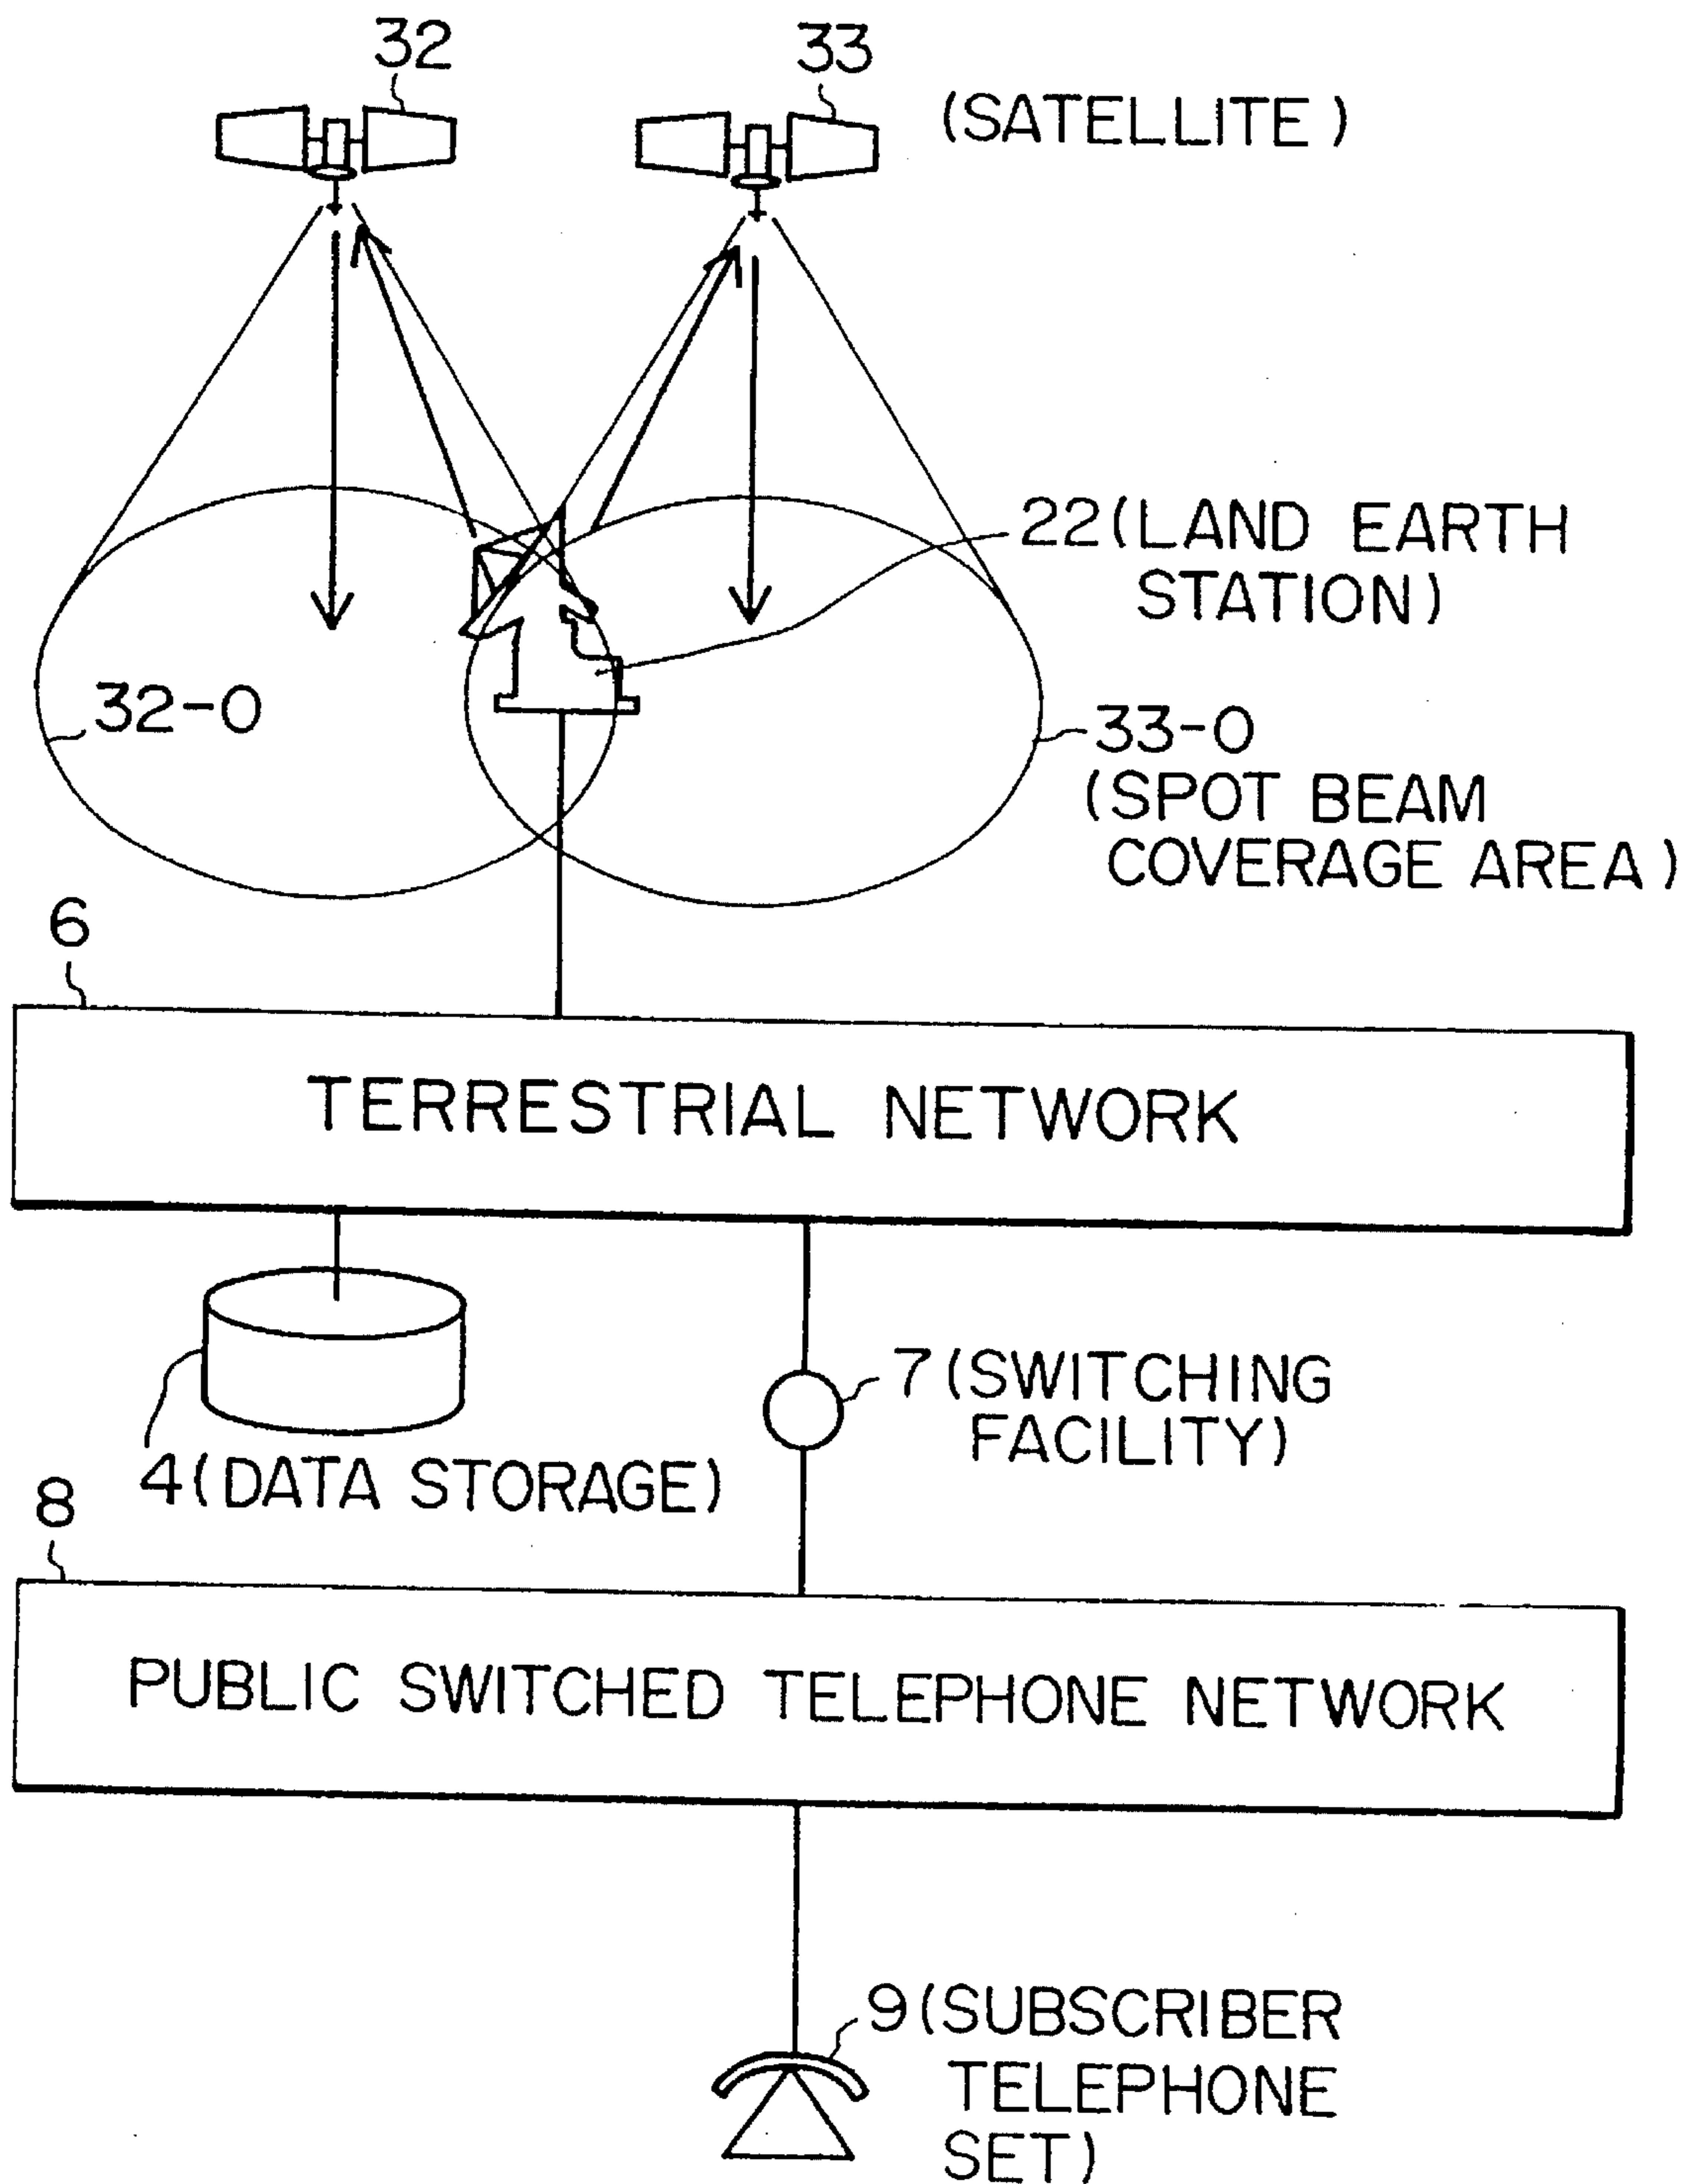 32
33
(SATELLITE)
22(LAND EARTH
STATION)
32-0
33-0
(SPOT BEAM
COVERAGE AREA)
6
TERRESTRIAL NETWORK
7(SWITCHING
FACILITY)
4(DATA STORAGE)
8
PUBLIC SWITCHED TELEPHONE NETWORK
9(SUBSCRIBER
TELEPHONE
SET)